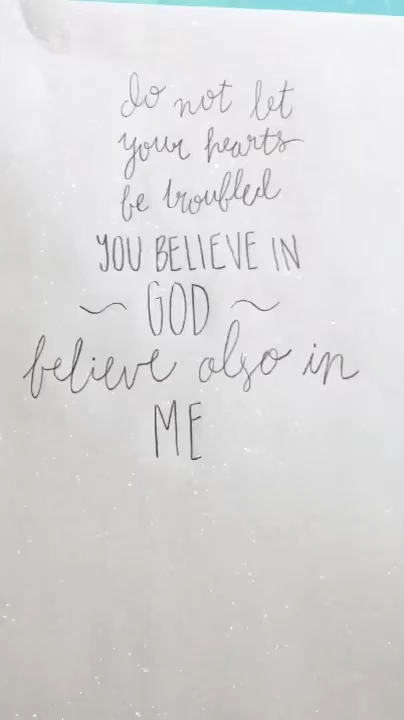 do not let
your hearts
be troubled
YOU BELIEVE IN
~ GOD ~
believe also in
ME